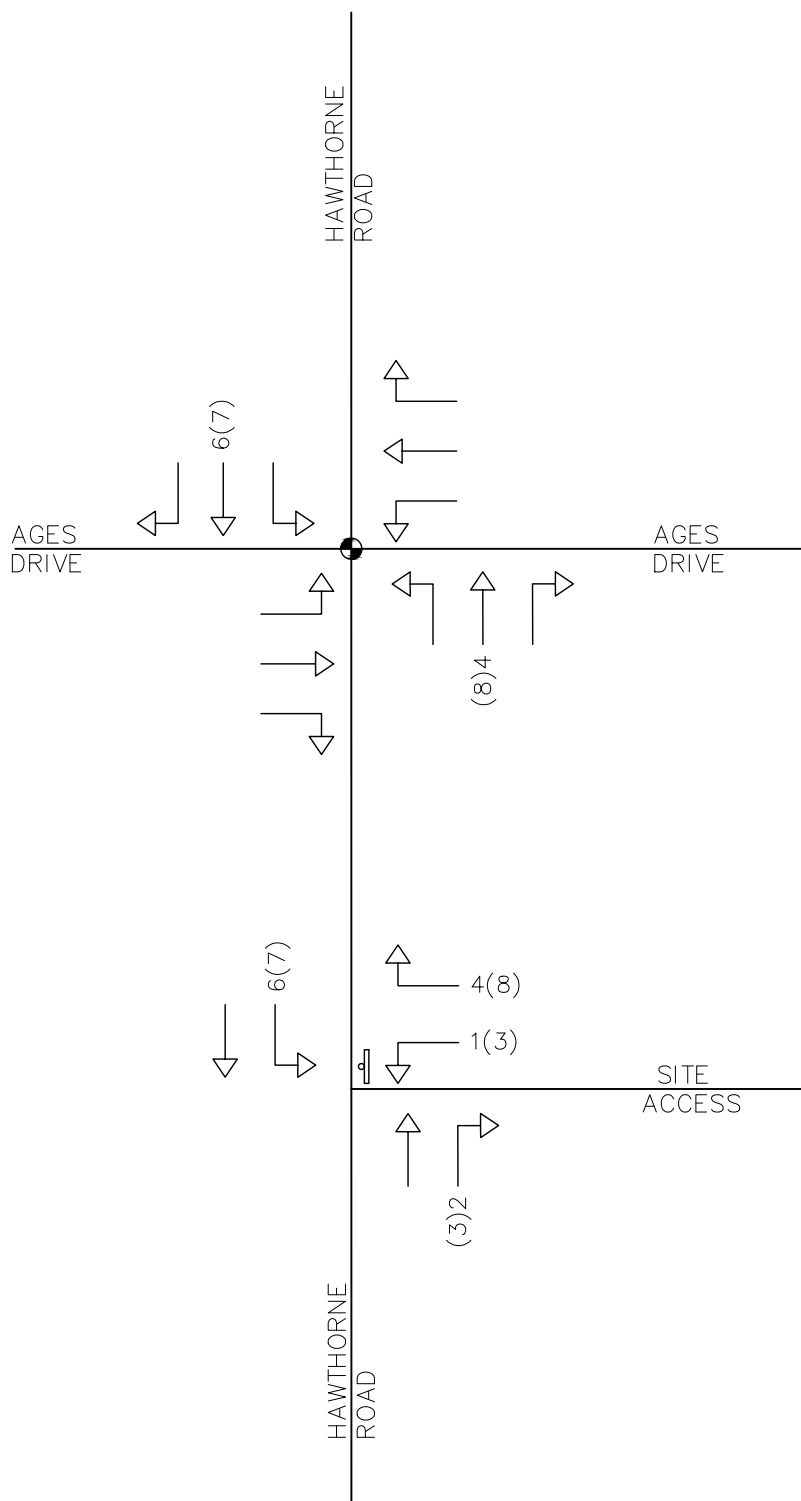 HAWTHORNE
ROAD
6(7)
AGES
DRIVE
AGES
DRIVE
(8)4
6(7)
4(8)
1(3)
SITE
ACCESS
(3)2
HAWTHORNE
ROAD